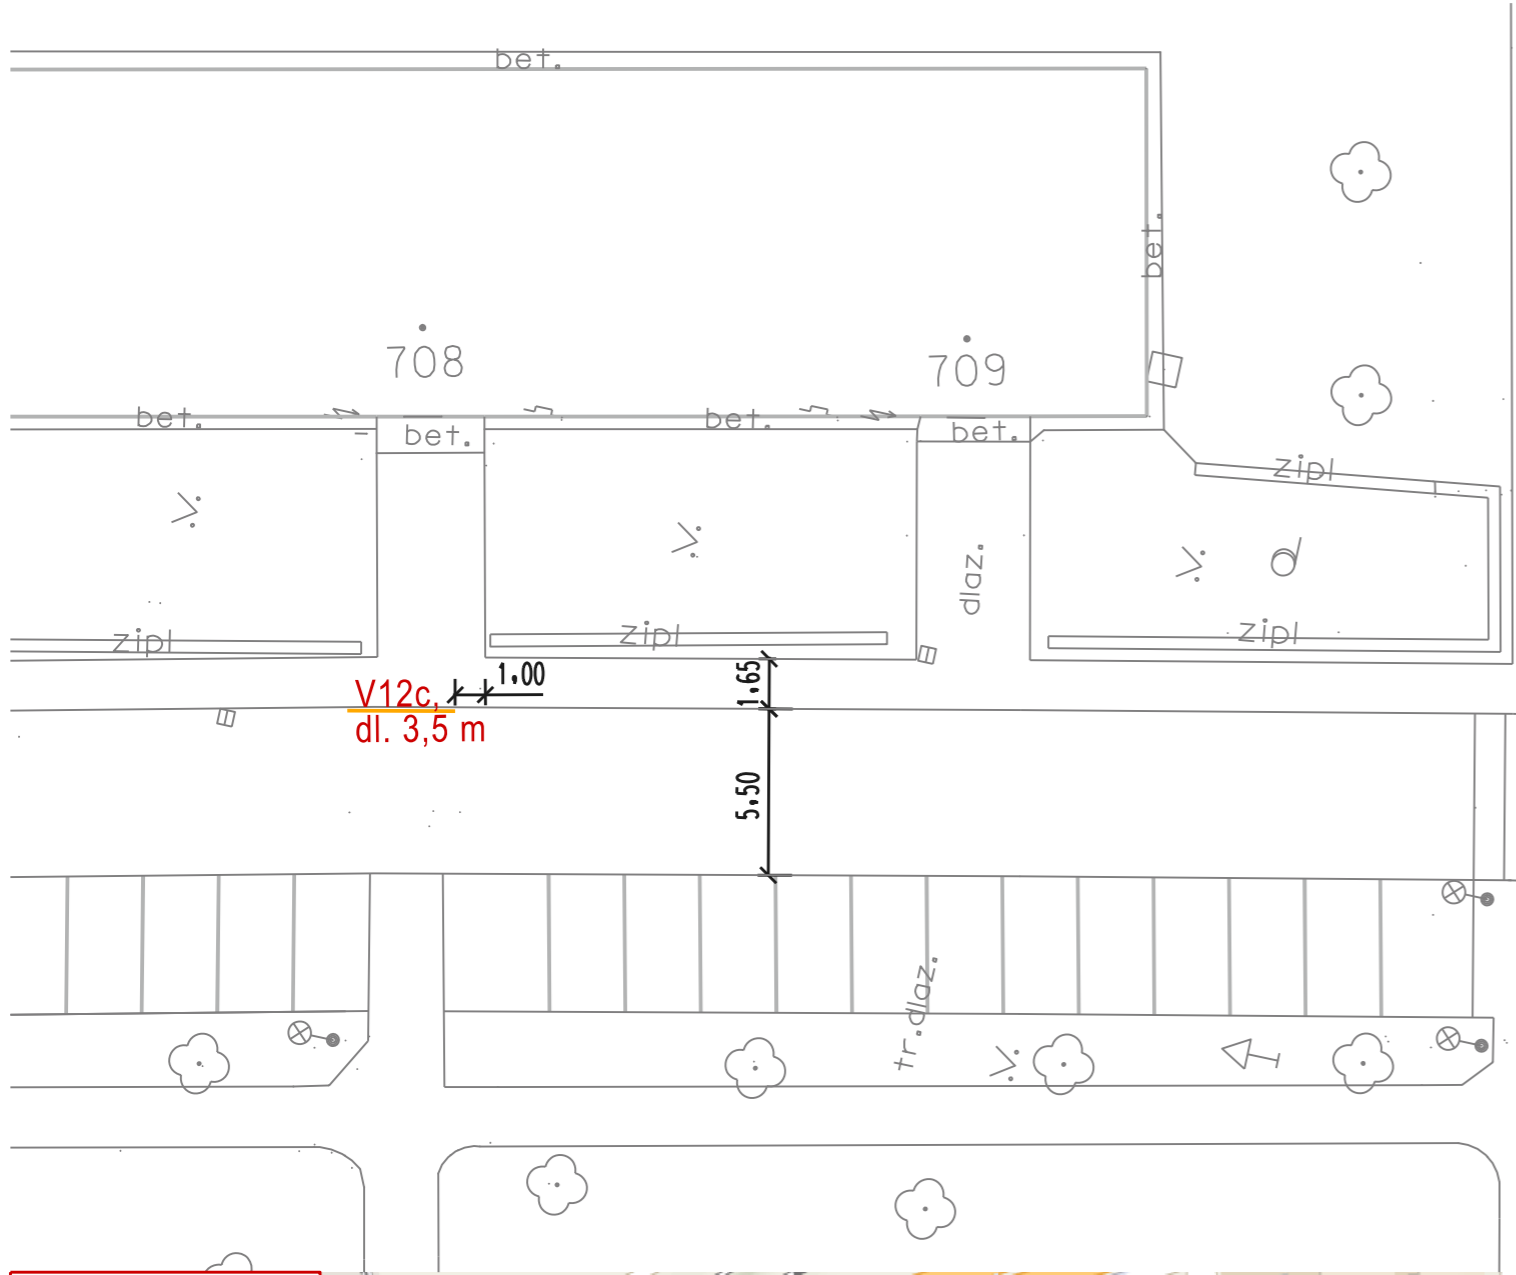 bet.
bet.
708
709
bet.
bet.
bet.
bet.
dlaz.
zipl
zipl
zipl
zipl
1,00
1,65
V12c,
dl. 3,5 m
5,50
tr.dlaz.